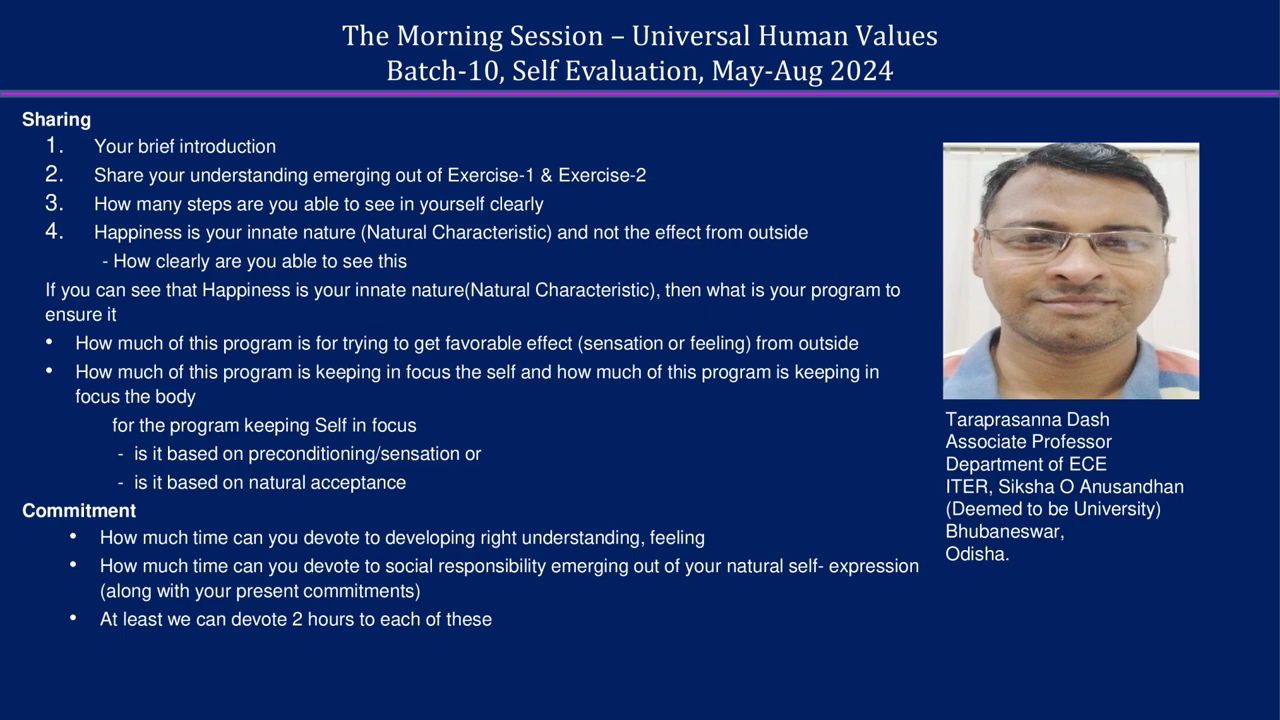 The Morning Session – Universal Human Values
Batch-10, Self Evaluation, May-Aug 2024
Sharing
1. Your brief introduction
2. Share your understanding emerging out of Exercise-1 & Exercise-2
3. How many steps are you able to see in yourself clearly
4. Happiness is your innate nature (Natural Characteristic) and not the effect from outside
- How clearly are you able to see this
If you can see that Happiness is your innate nature(Natural Characteristic), then what is your program to
ensure it
• How much of this program is for trying to get favorable effect (sensation or feeling) from outside
• How much of this program is keeping in focus the self and how much of this program is keeping in
focus the body
for the program keeping Self in focus
- is it based on preconditioning/sensation or
- is it based on natural acceptance
Commitment
• How much time can you devote to developing right understanding, feeling
• How much time can you devote to social responsibility emerging out of your natural self- expression
(along with your present commitments)
• At least we can devote 2 hours to each of these
Taraprasanna Dash
Associate Professor
Department of ECE
ITER, Siksha O Anusandhan
(Deemed to be University)
Bhubaneswar,
Odisha.